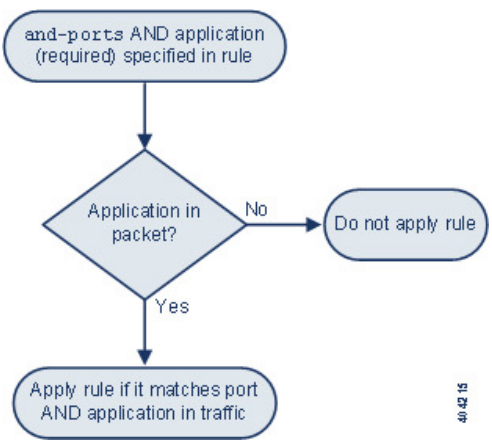 and-ports AND application
(required) specified in rule
Application in
packet?
No
Do not apply rule
Yes
Apply rule if it matches port
AND application in traffic
404215